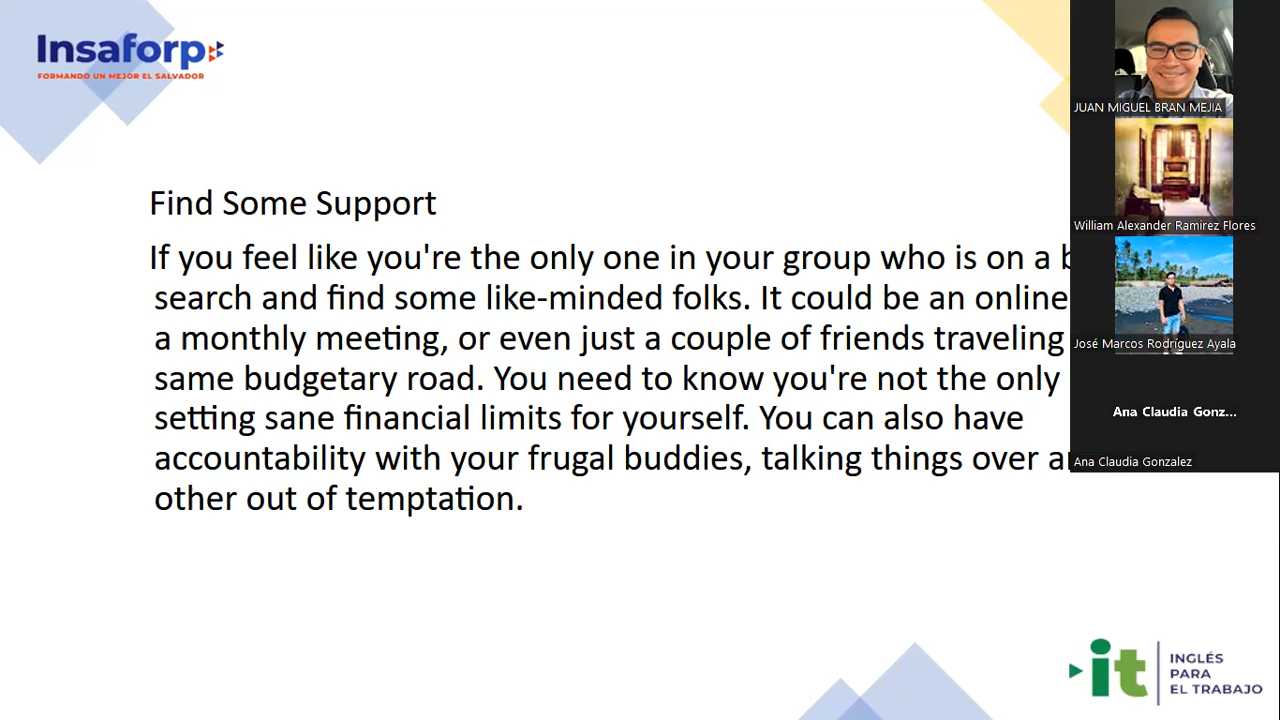 Insaforp
FORMANDO UN MEJOR EL SALVADOR
Find Some Support
If you feel like you're the only one in your group who is on a
search and find some like-minded folks. It could be an online
a monthly meeting, or even just a couple of friends traveling
same budgetary road. You need to know you're not the only
setting sane financial limits for yourself. You can also have
accountability with your frugal buddies, talking things over
other out of temptation.
JUAN MIGUEL BRAN MEJIA
William Alexander Ramirez Flores
José Marcos Rodríguez Ayala
Ana Claudia Gonz...
Ana Claudia Gonzalez
it
INGLÉS
PARA
EL TRABAJO